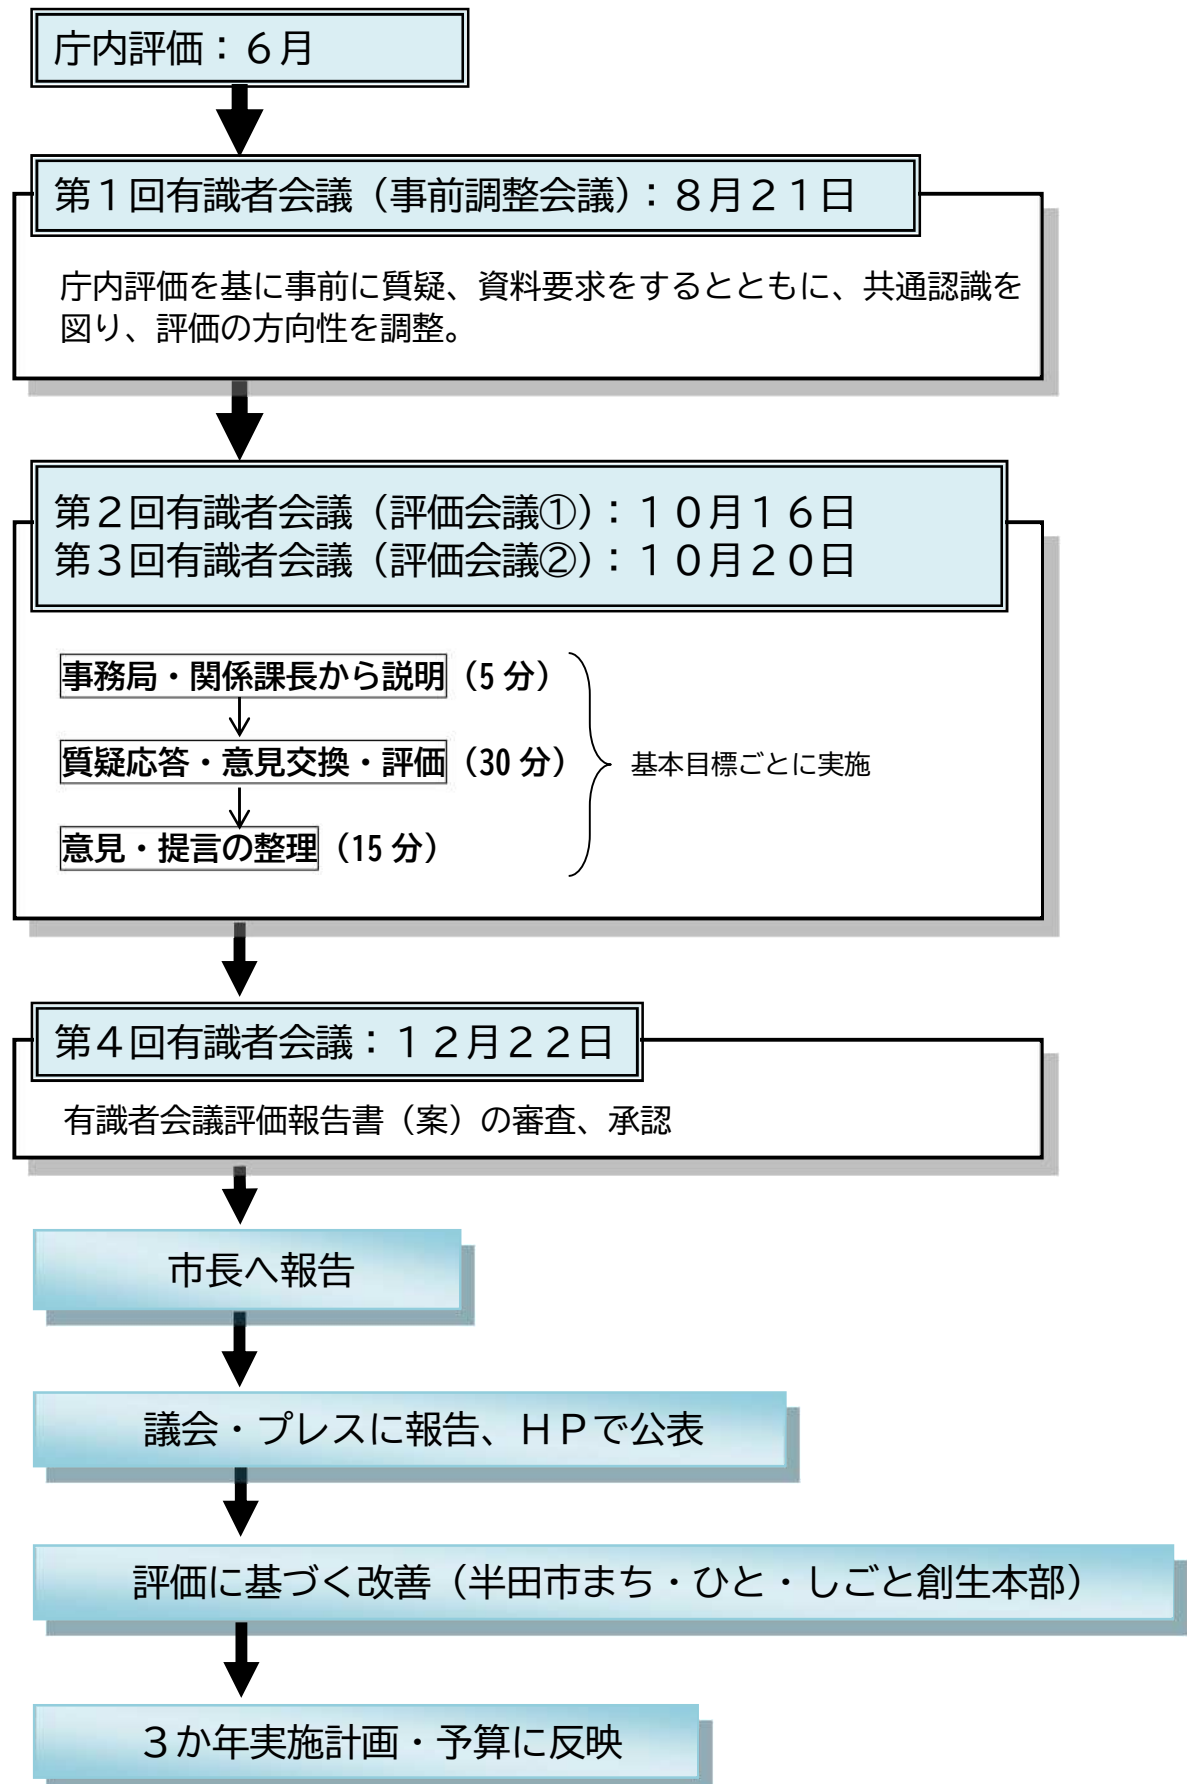 庁内評価：６月
第１回有識者会議（事前調整会議）：８月２１日
庁内評価を基に事前に質疑、資料要求をするとともに、共通認識を
図り、評価の方向性を調整。
第２回有識者会議（評価会議①）：１０月１６日
第３回有識者会議（評価会議②）：１０月２０日
事務局・関係課長から説明（5 分）
質疑応答・意見交換・評価（30 分）
基本目標ごとに実施
意見・提言の整理（15 分）
第４回有識者会議：１２月２２日
有識者会議評価報告書（案）の審査、承認
市長へ報告
議会・プレスに報告、ＨＰで公表
評価に基づく改善（半田市まち・ひと・しごと創生本部）
３か年実施計画・予算に反映